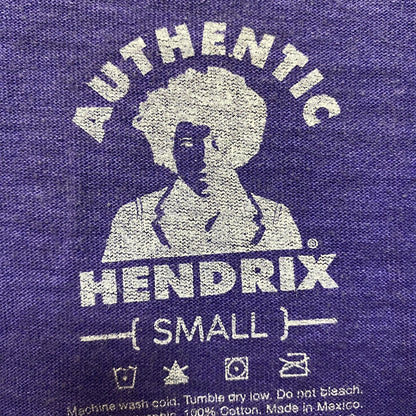 AUTHENTIC
HENDRIX®
{ SMALL }
Machine wash cold. Tumble dry low. Do not bleach.
100% Cotton. Made in Mexico.